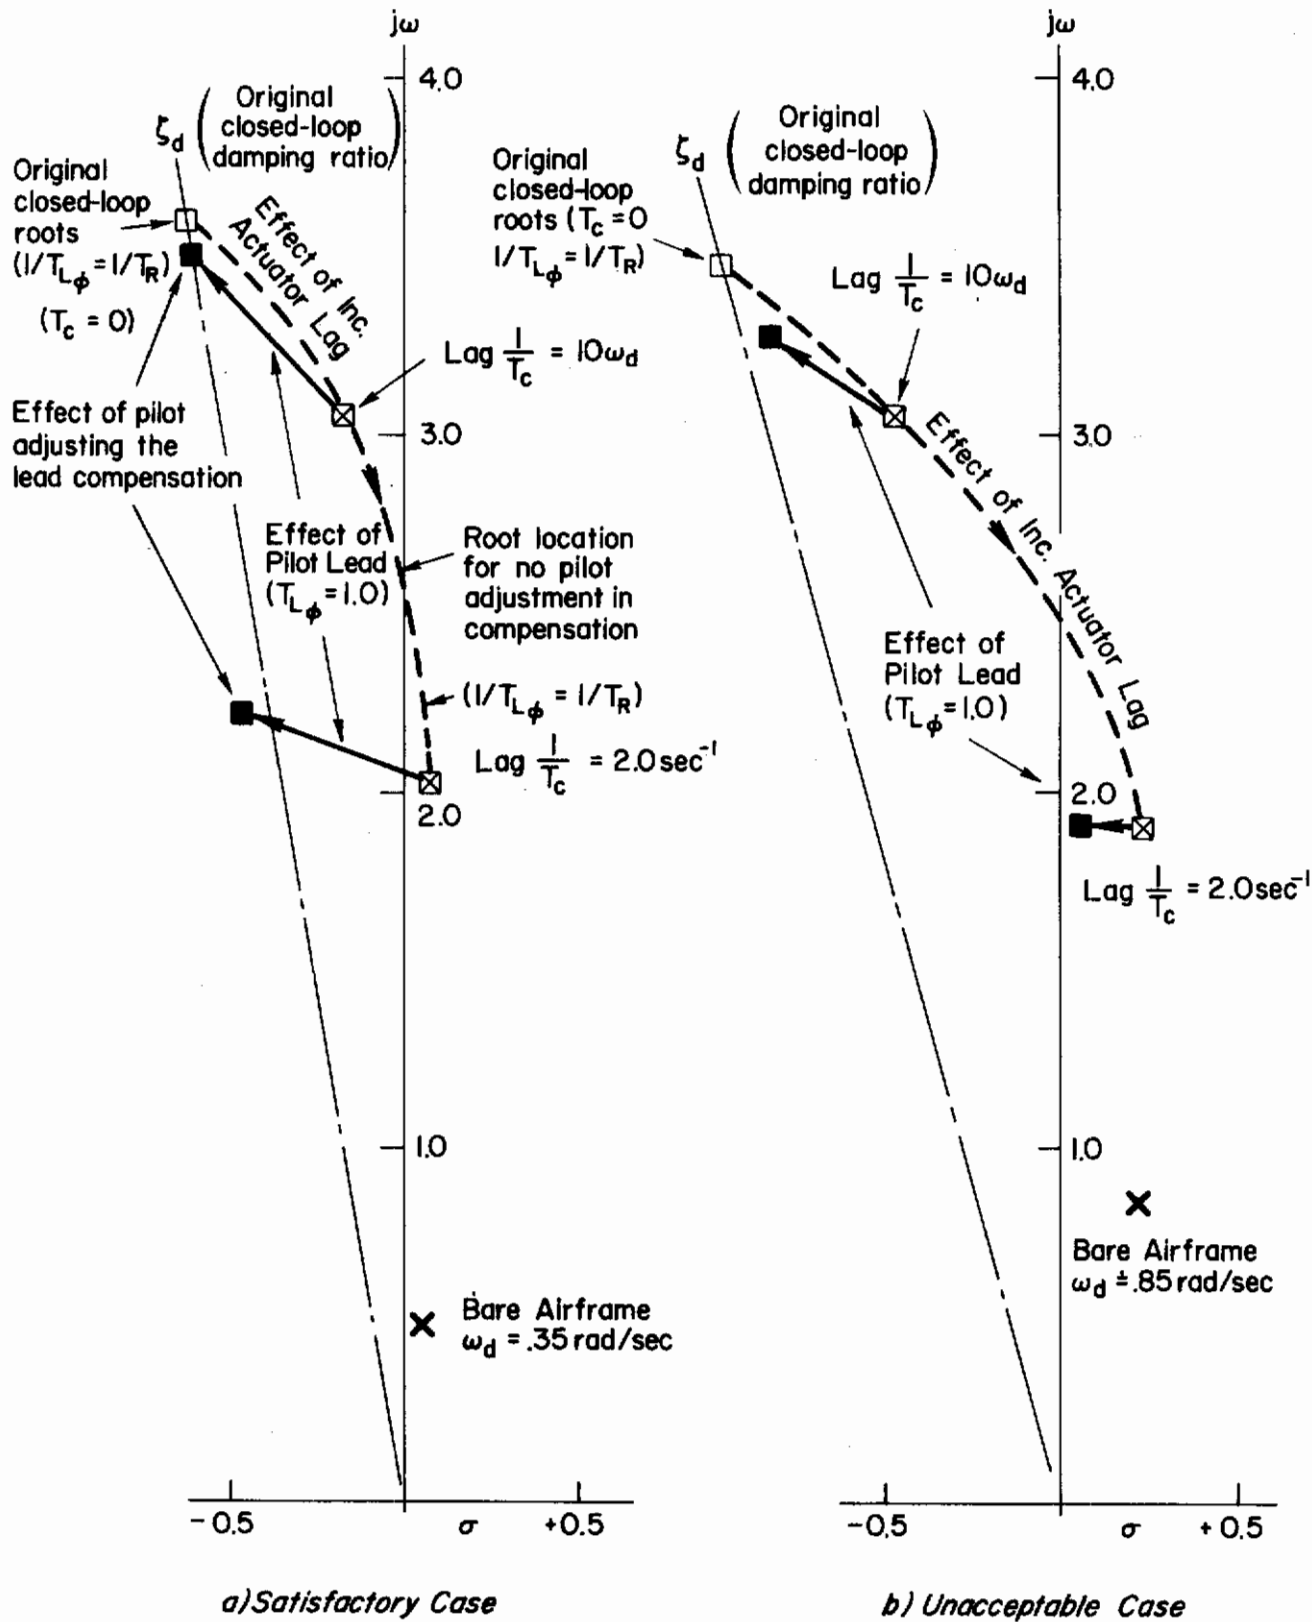 jω
4.0
ζd ( Original
closed-loop
damping ratio )
Original
closed-loop
roots
(1/TLφ = 1/TR)
(Tc = 0)
Effect of Inc.
Actuator Lag
Lag 1/Tc = 10ωd
3.0
Effect of pilot
adjusting the
lead compensation
Effect of
Pilot Lead
(TLφ = 1.0)
Root location
for no pilot
adjustment in
compensation
(1/TLφ = 1/TR)
Lag 1/Tc = 2.0 sec⁻¹
2.0
1.0
Bare Airframe
ωd = .35 rad/sec
-0.5 σ +0.5
a) Satisfactory Case
jω
4.0
ζd ( Original
closed-loop
damping ratio )
Original
closed-loop
roots (Tc = 0
1/TLφ = 1/TR)
Lag 1/Tc = 10ωd
3.0
Effect of Inc. Actuator Lag
Effect of
Pilot Lead
(TLφ = 1.0)
2.0
Lag 1/Tc = 2.0 sec⁻¹
1.0
Bare Airframe
ωd ≐ .85 rad/sec
-0.5 σ +0.5
b) Unacceptable Case